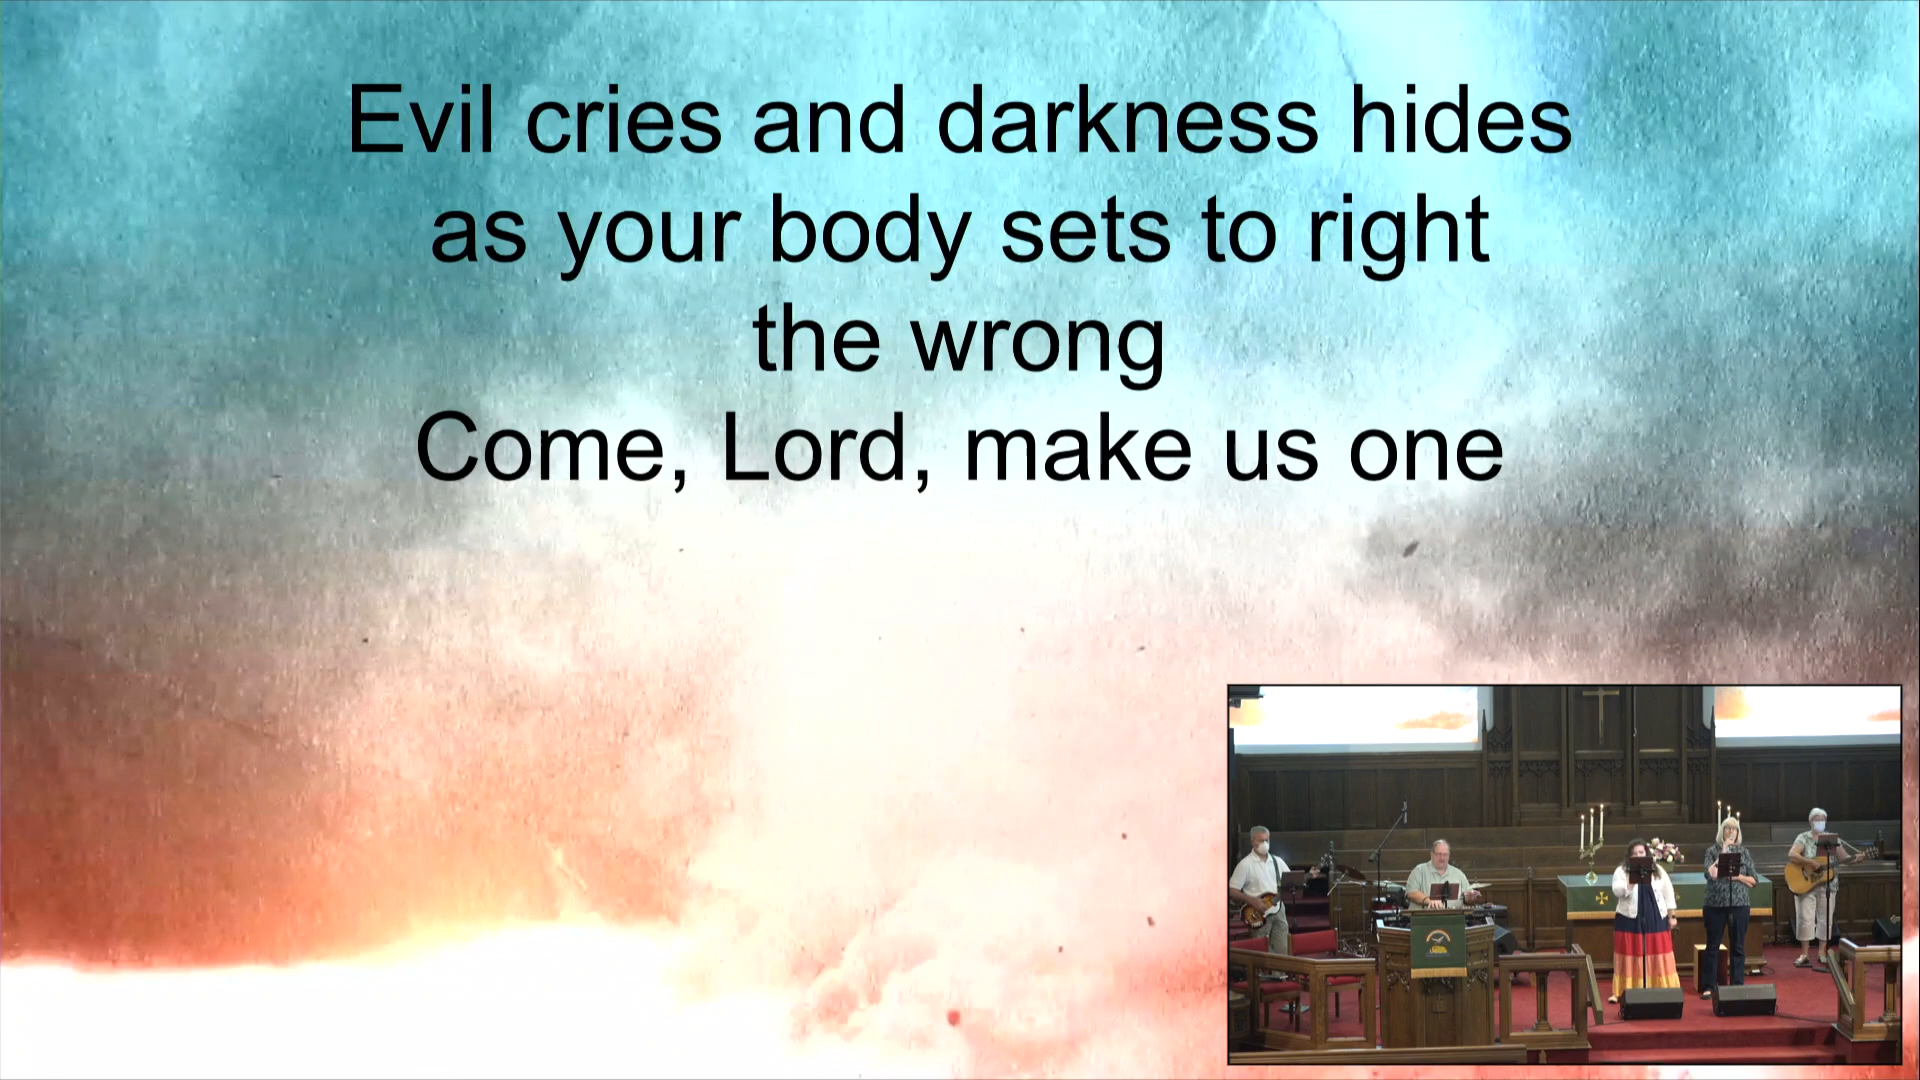 Evil cries and darkness hides
as your body sets to right
the wrong
Come, Lord, make us one